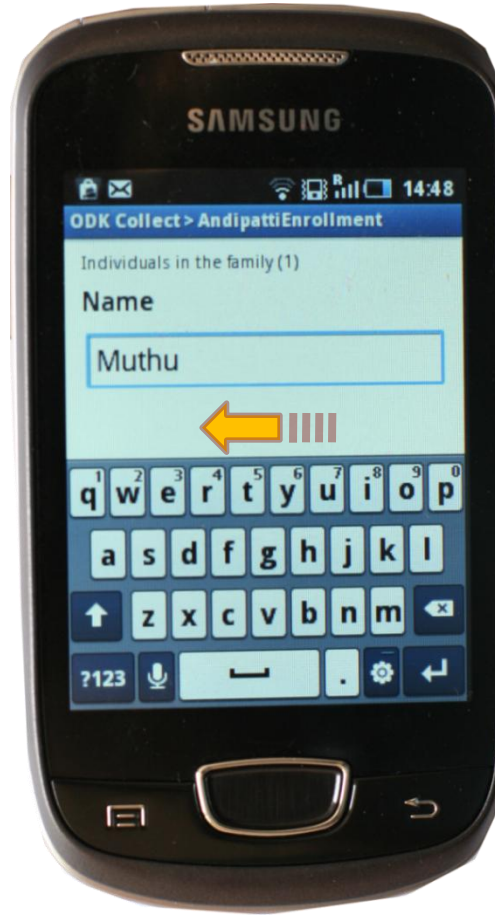 SAMSUNG
R 14:48
ODK Collect > AndipattiEnrollment
Individuals in the family (1)
Name
Muthu
1 2 3 4 5 6 7 8 9 0
q w e r t y u i o p
a s d f g h j k l
z x c v b n m
?123 .